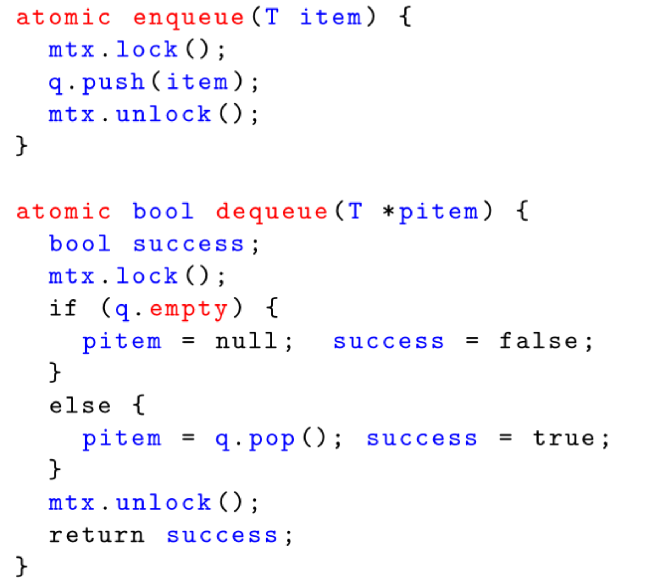 atomic enqueue(T item) {
  mtx.lock();
  q.push(item);
  mtx.unlock();
}

atomic bool dequeue(T *pitem) {
  bool success;
  mtx.lock();
  if (q.empty) {
    pitem = null;  success = false;
  }
  else {
    pitem = q.pop(); success = true;
  }
  mtx.unlock();
  return success;
}